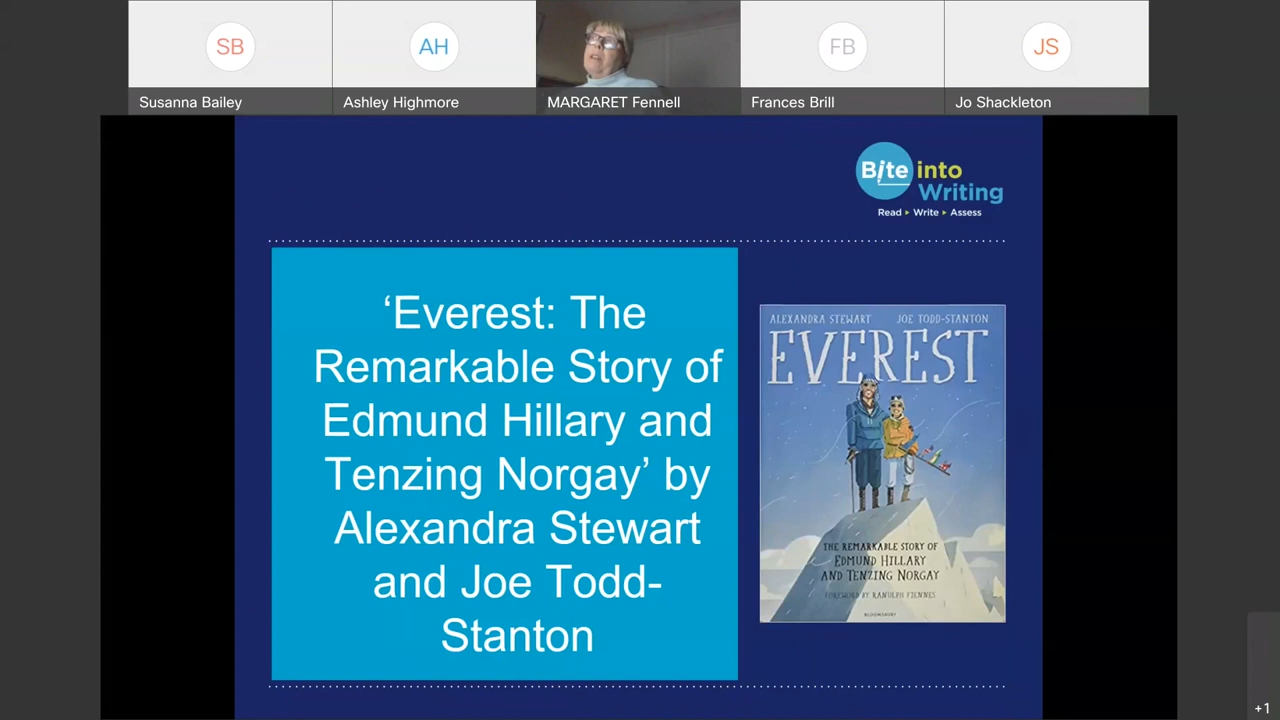 SB
AH
FB
JS
Susanna Bailey
Ashley Highmore
MARGARET Fennell
Frances Brill
Jo Shackleton
Bite into
Writing
Read ▸ Write ▸ Assess
‘Everest: The
Remarkable Story of
Edmund Hillary and
Tenzing Norgay’ by
Alexandra Stewart
and Joe Todd-
Stanton
ALEXANDRA STEWART JOE TODD-STANTON
EVEREST
THE REMARKABLE STORY OF
EDMUND HILLARY
AND TENZING NORGAY
FOREWORD BY RANULPH FIENNES
BLOOMSBURY
+1